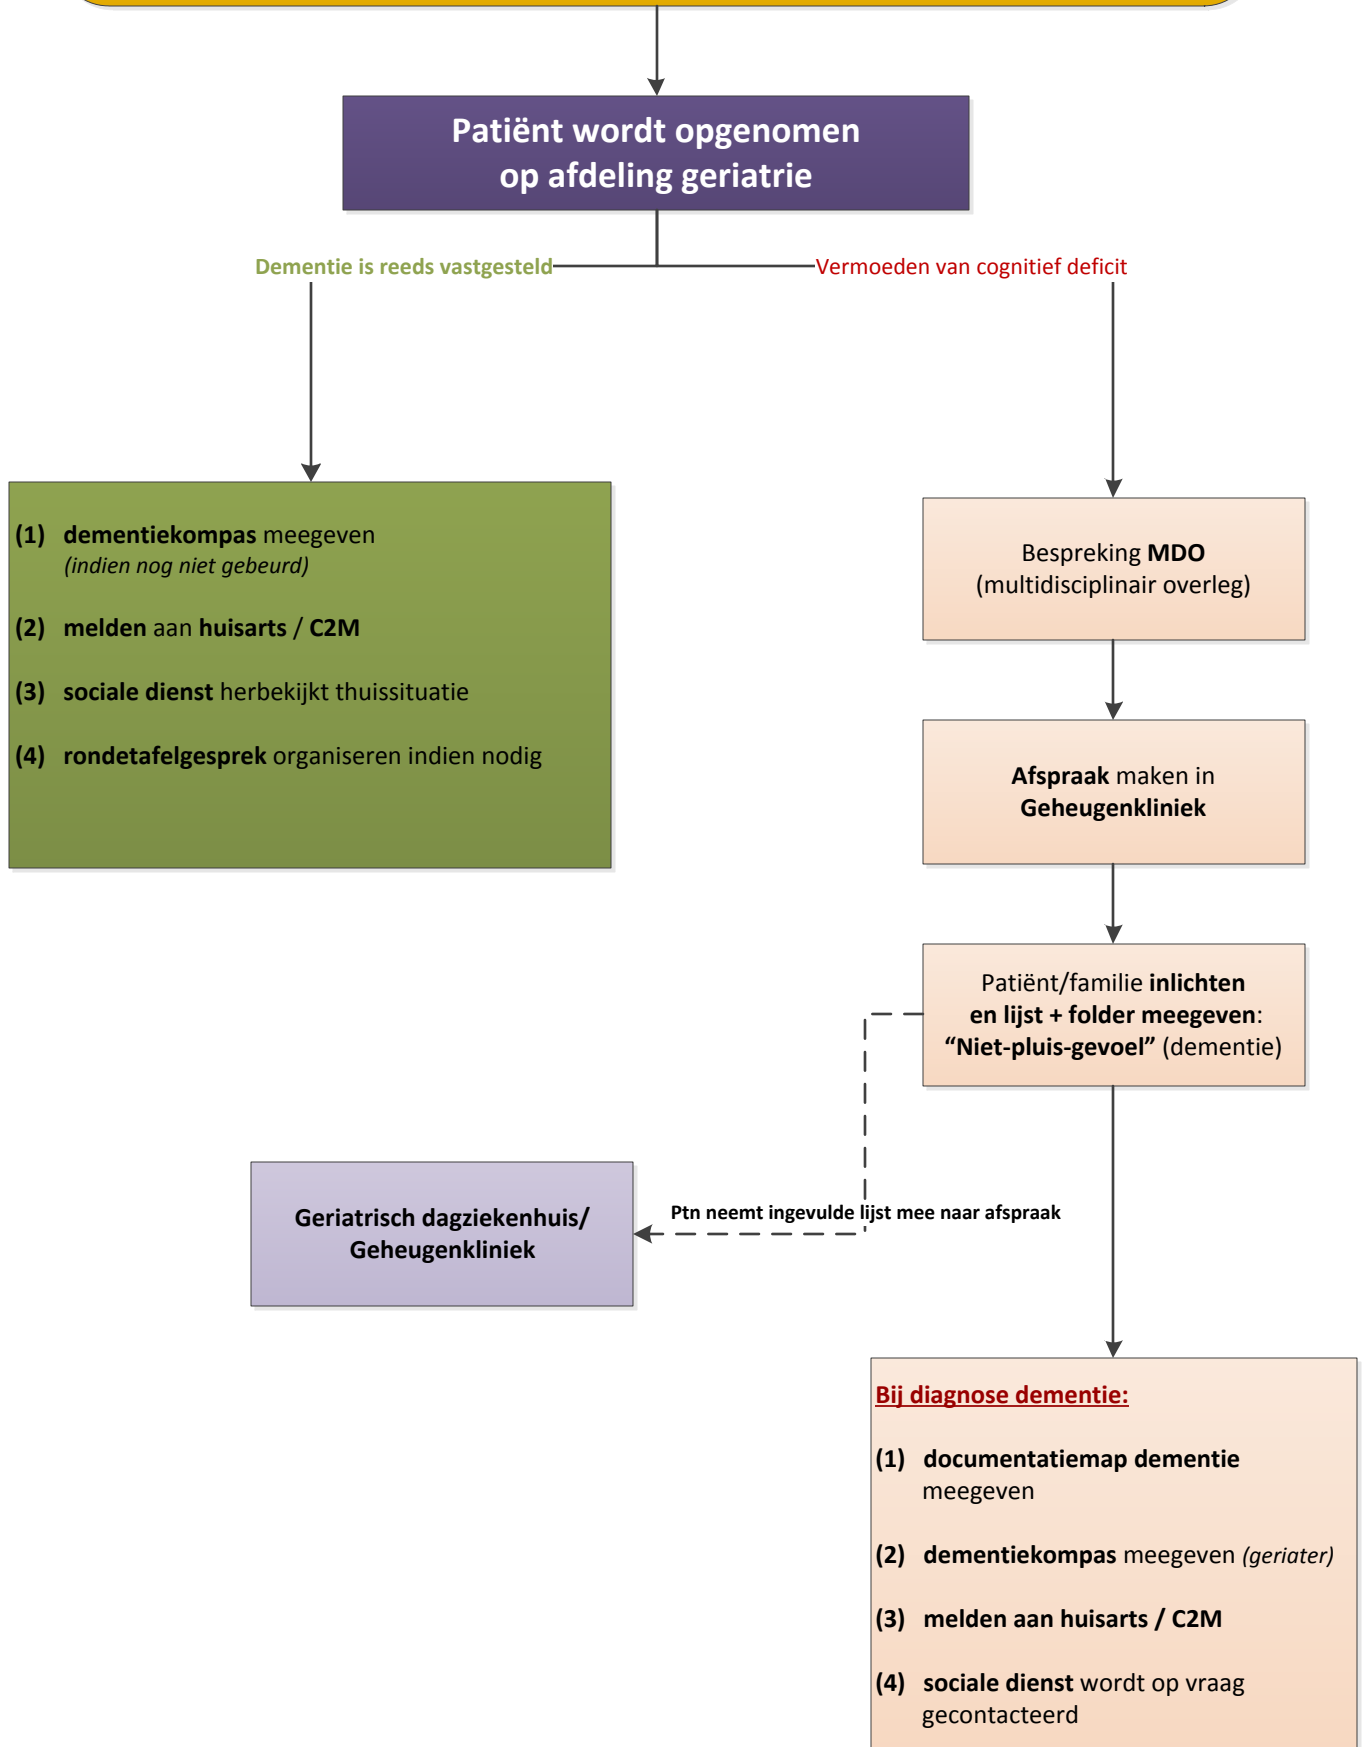 Patiënt wordt opgenomen
op afdeling geriatrie
Dementie is reeds vastgesteld
Vermoeden van cognitief deficit
(1) dementiekompas meegeven
(indien nog niet gebeurd)
(2) melden aan huisarts / C2M
(3) sociale dienst herbekijkt thuissituatie
(4) rondetafelgesprek organiseren indien nodig
Bespreking MDO
(multidisciplinair overleg)
Afspraak maken in
Geheugenkliniek
Patiënt/familie inlichten
en lijst + folder meegeven:
“Niet-pluis-gevoel” (dementie)
Geriatrisch dagziekenhuis/
Geheugenkliniek
Ptn neemt ingevulde lijst mee naar afspraak
Bij diagnose dementie:
(1) documentatiemap dementie
meegeven
(2) dementiekompas meegeven (geriater)
(3) melden aan huisarts / C2M
(4) sociale dienst wordt op vraag
gecontacteerd